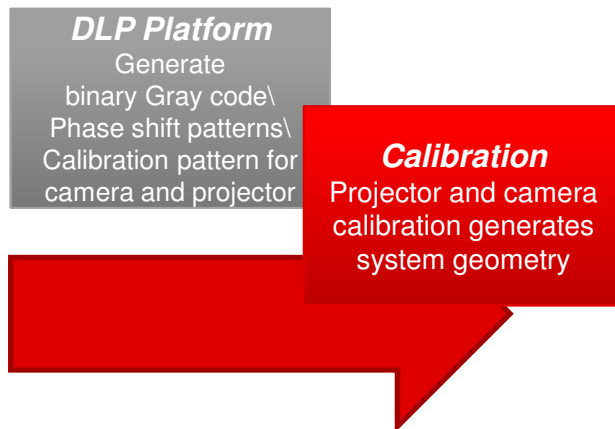 DLP Platform
Generate
binary Gray code\
Phase shift patterns\
Calibration pattern for
camera and projector
Calibration
Projector and camera
calibration generates
system geometry